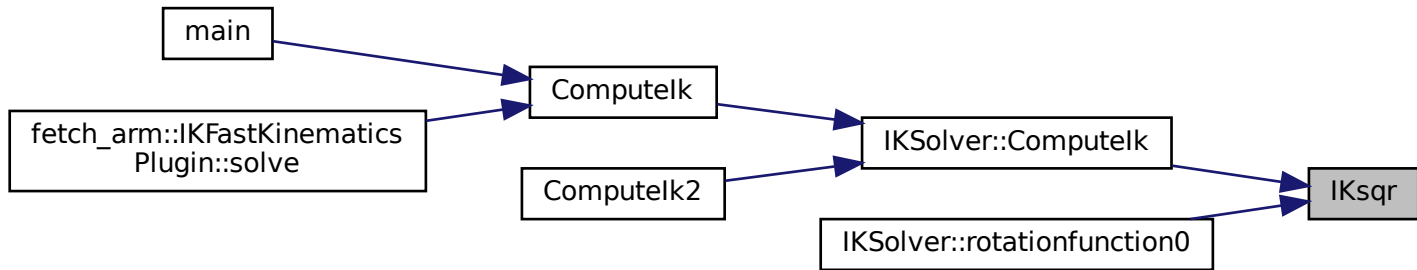 main
fetch_arm::IKFastKinematics
Plugin::solve
ComputeIk
ComputeIk2
IKSolver::ComputeIk
IKSolver::rotationfunction0
IKsqr